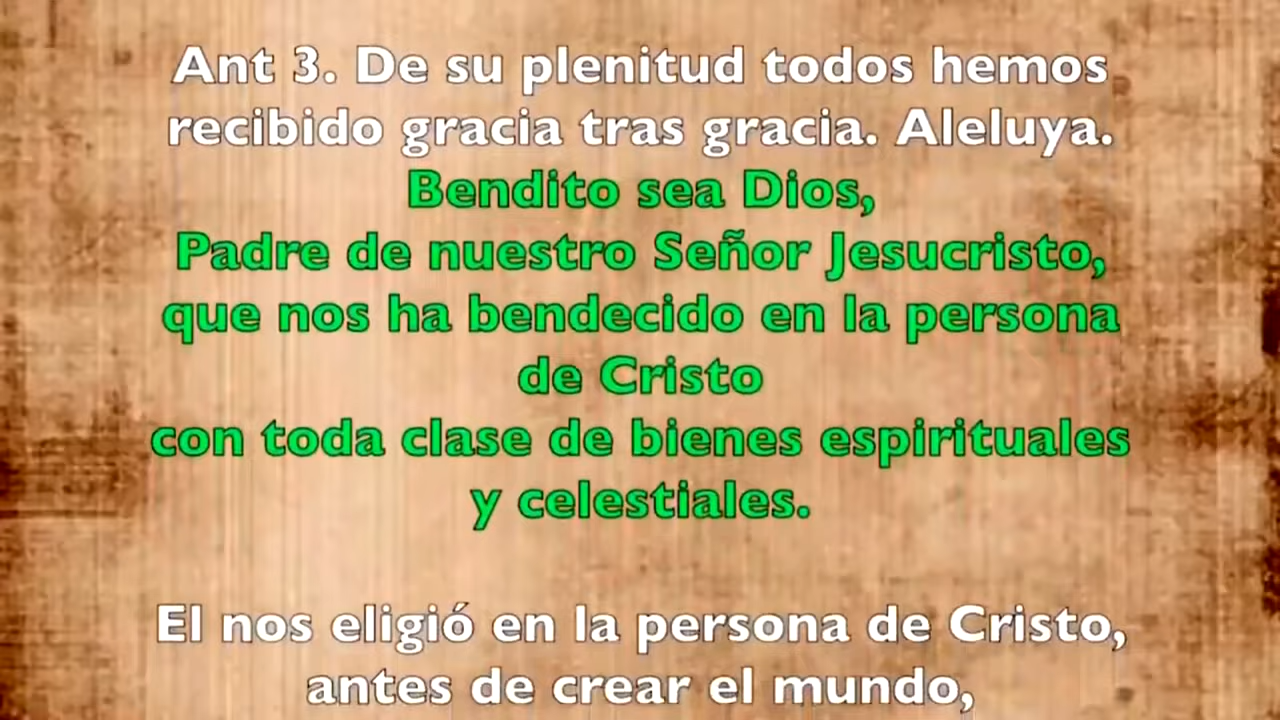 Ant 3. De su plenitud todos hemos
recibido gracia tras gracia. Aleluya.
Bendito sea Dios,
Padre de nuestro Señor Jesucristo,
que nos ha bendecido en la persona
de Cristo
con toda clase de bienes espirituales
y celestiales.
El nos eligió en la persona de Cristo,
antes de crear el mundo,